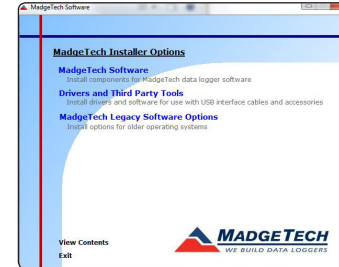 MadgeTech Software
MadgeTech Installer Options
MadgeTech Software
Install components for MadgeTech data logger software
Drivers and Third Party Tools
Install drivers and software for use with USB interface cables and accessories
MadgeTech Legacy Software Options
Install options for older operating systems
View Contents
Exit
MADGETECH
WE BUILD DATA LOGGERS